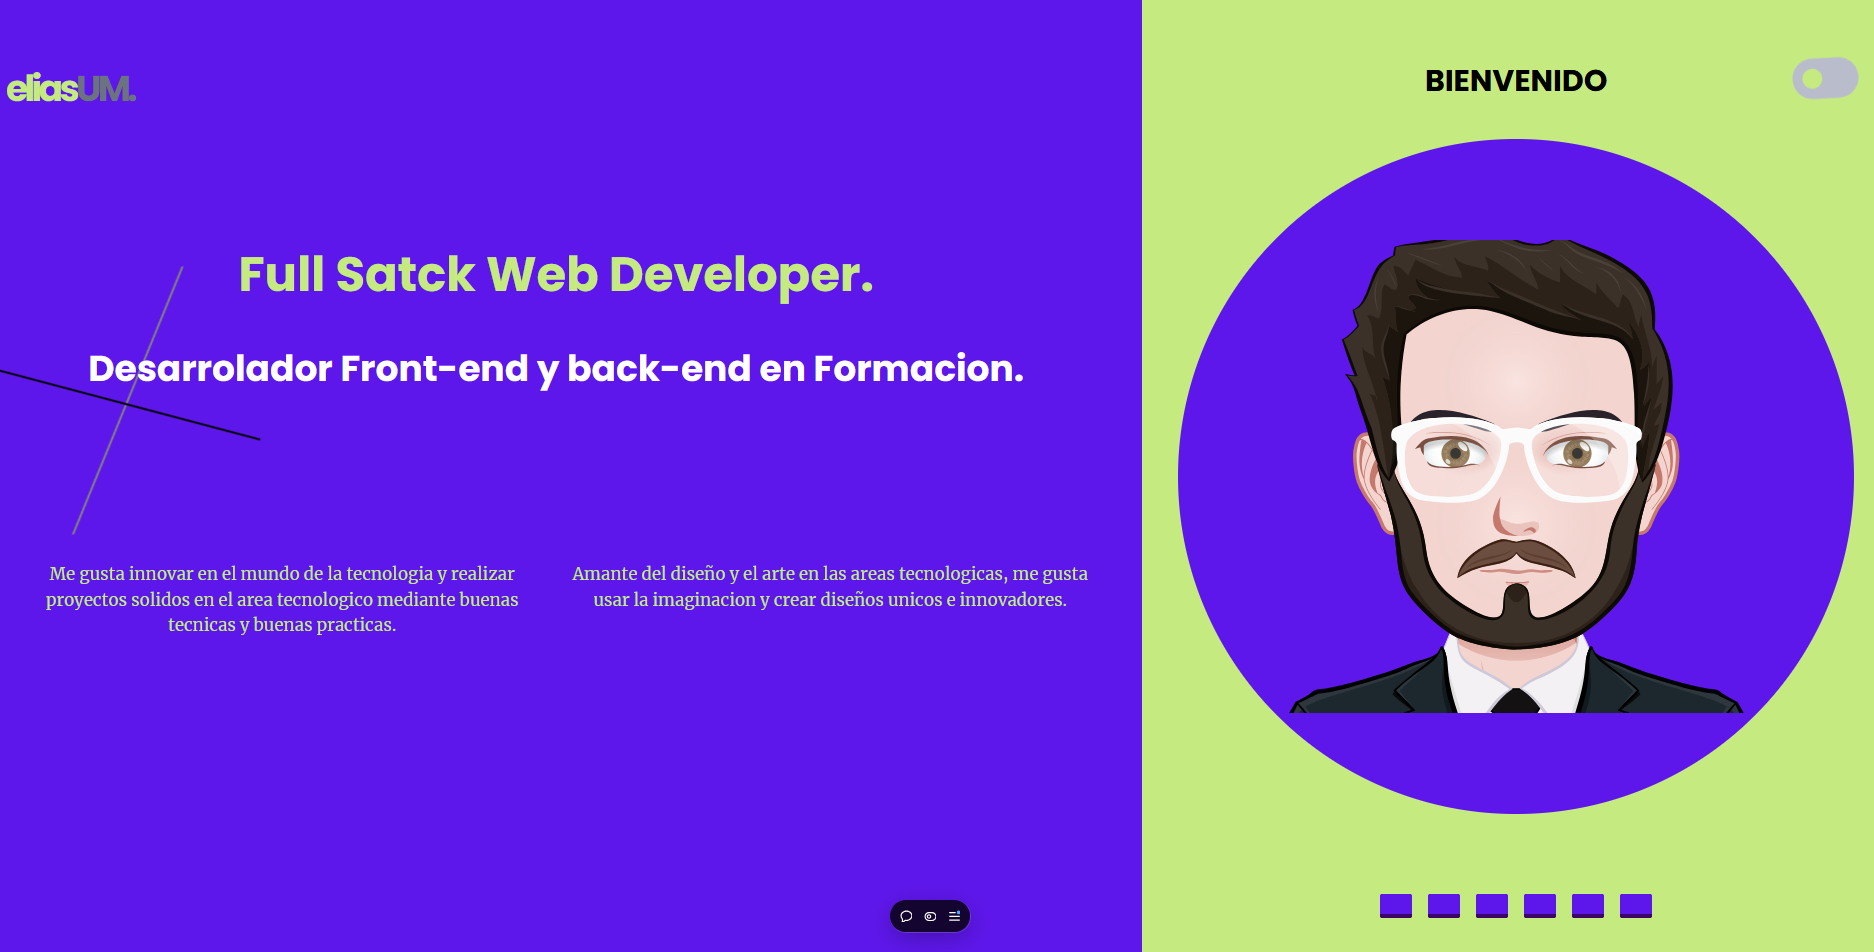 eliasUM.
BIENVENIDO
Full Satck Web Developer.
Desarrolador Front-end y back-end en Formacion.
Me gusta innovar en el mundo de la tecnologia y realizar
proyectos solidos en el area tecnologico mediante buenas
tecnicas y buenas practicas.
Amante del diseño y el arte en las areas tecnologicas, me gusta
usar la imaginacion y crear diseños unicos e innovadores.